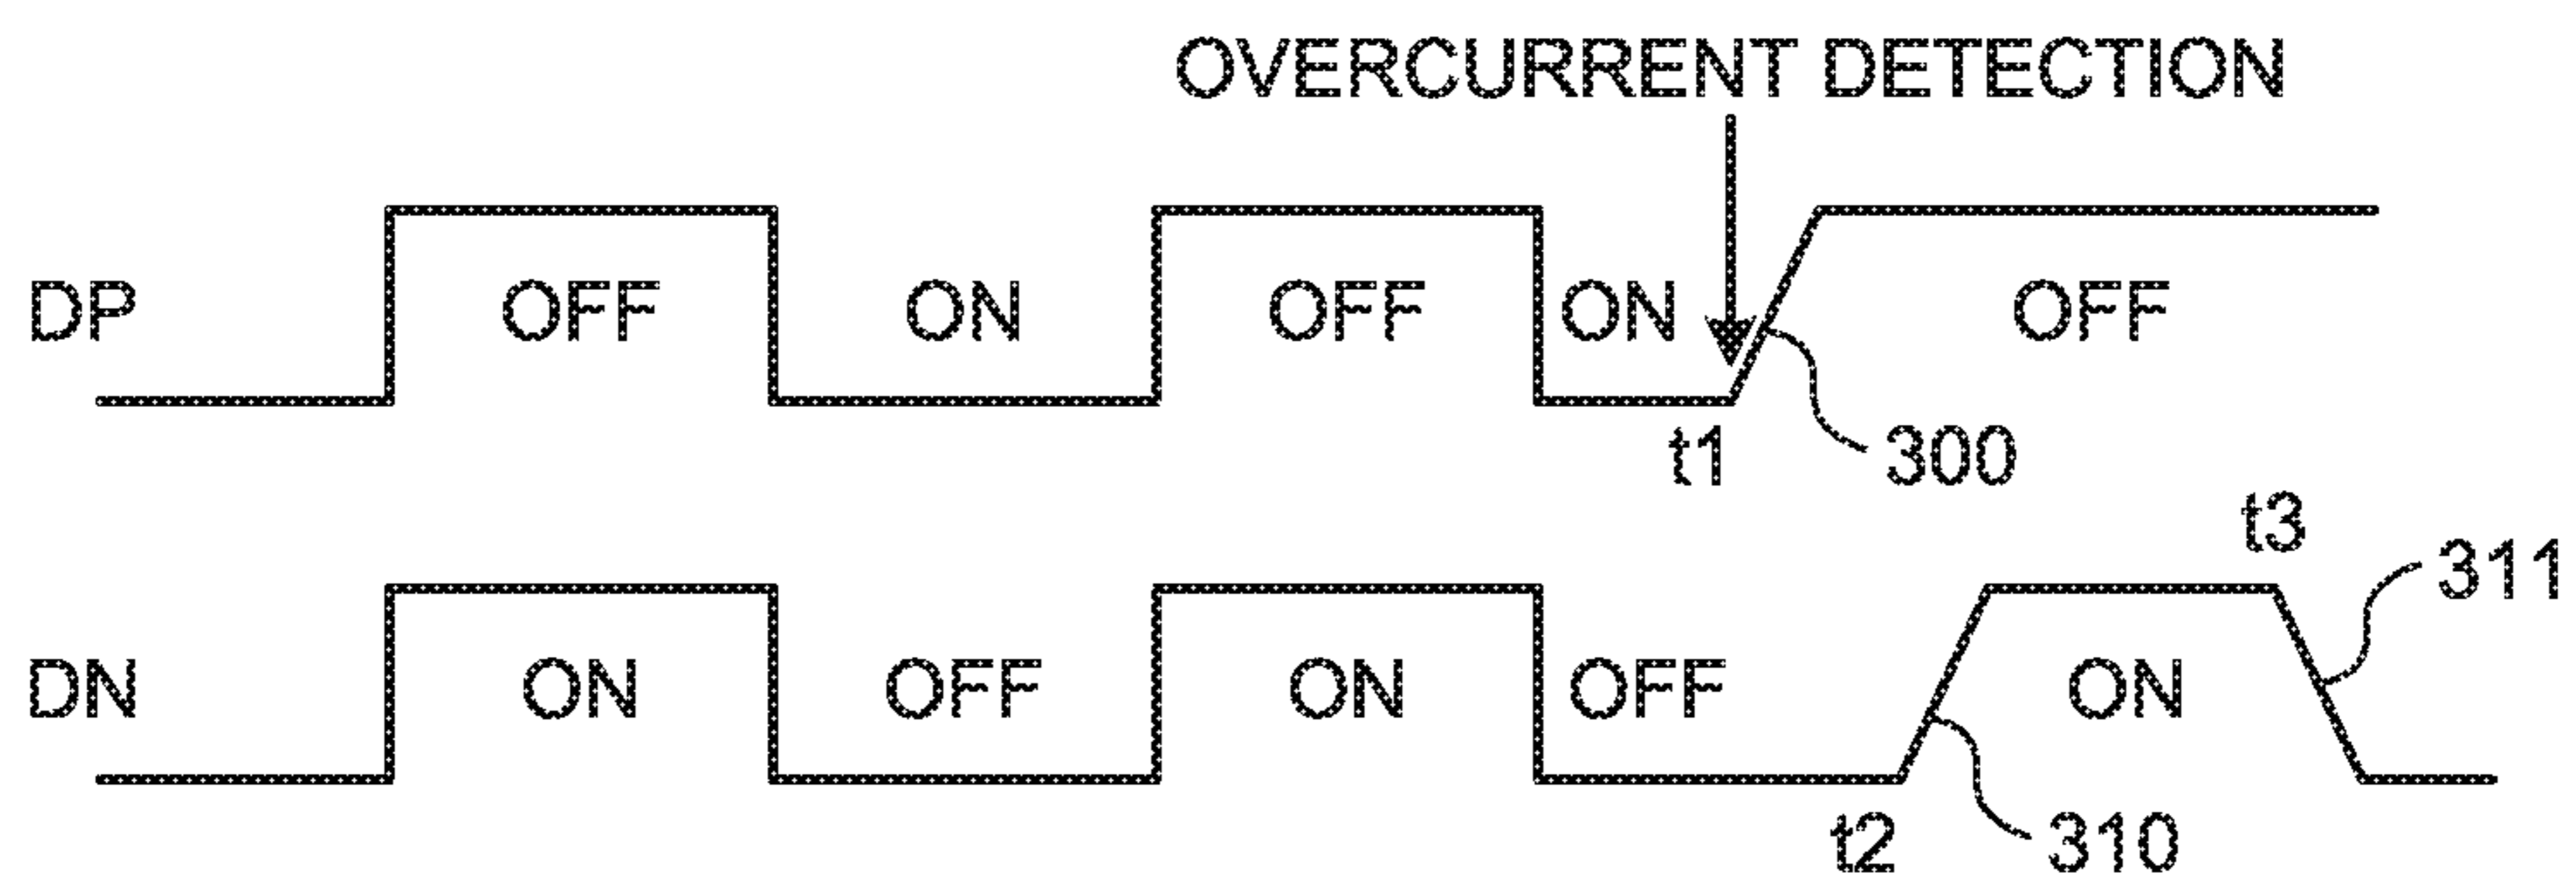 OVERCURRENT DETECTION
DP OFF ON OFF ON OFF
t1 300
t3
311
DN ON OFF ON OFF ON
t2 310